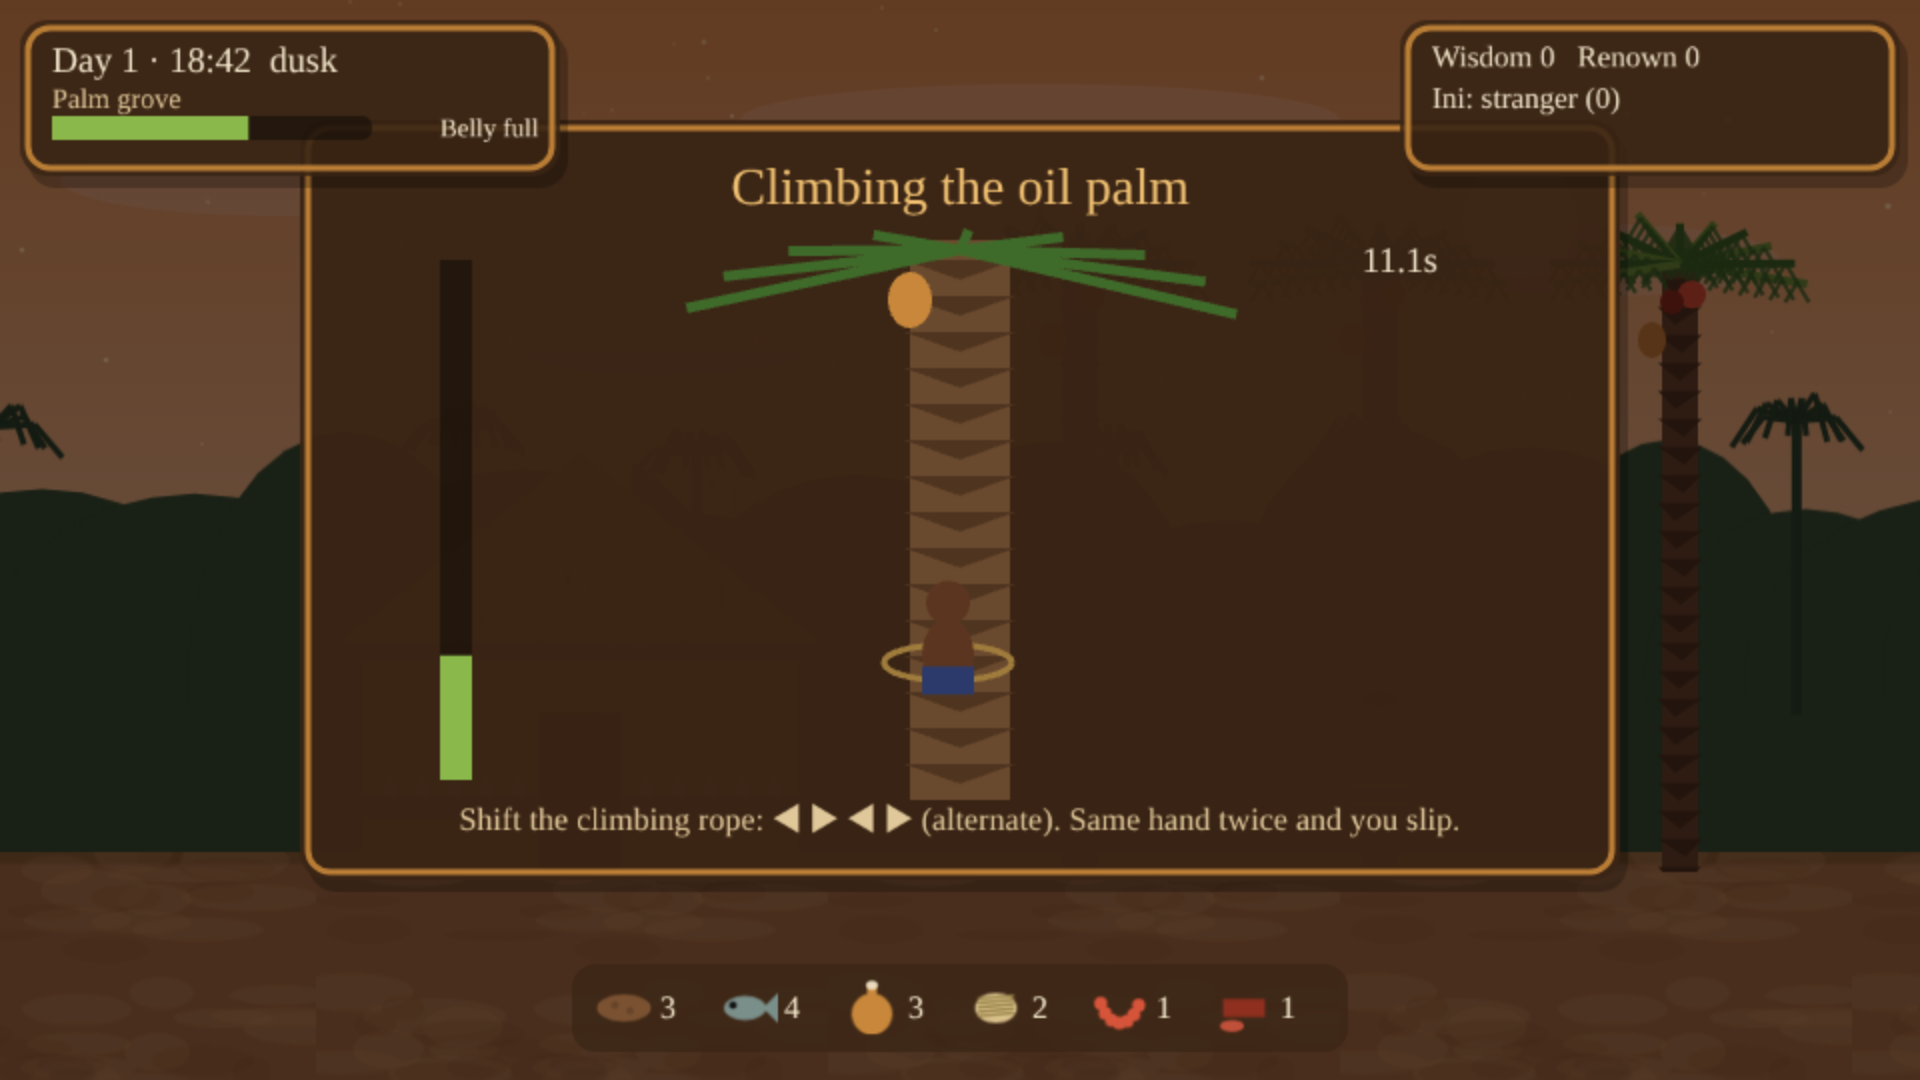 Day 1 · 18:42 dusk
Palm grove
Belly full
Wisdom 0 Renown 0
Ini: stranger (0)
Climbing the oil palm
11.1s
Shift the climbing rope: ◀ ▶ ◀ ▶ (alternate). Same hand twice and you slip.
3 4 3 2 1 1